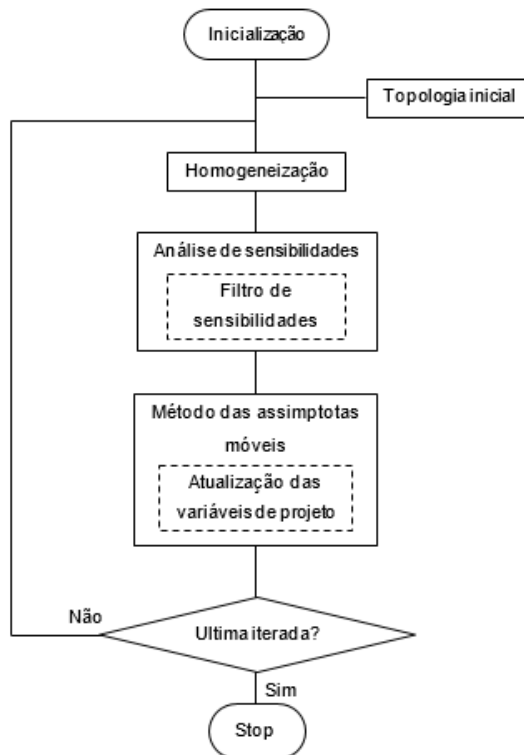 Inicialização
Topologia inicial
Homogeneização
Análise de sensibilidades
Filtro de
sensibilidades
Método das assimptotas
móveis
Atualização das
variáveis de projeto
Não
Ultima iterada?
Sim
Stop